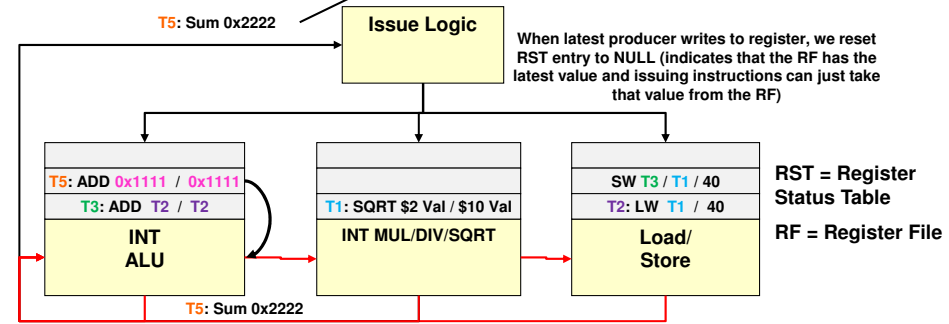 T5: Sum 0x2222
Issue Logic
When latest producer writes to register, we reset
RST entry to NULL (indicates that the RF has the
latest value and issuing instructions can just take
that value from the RF)
T5: ADD 0x1111 / 0x1111
T3: ADD T2 / T2
INT
ALU
T1: SQRT $2 Val / $10 Val
INT MUL/DIV/SQRT
SW T3 / T1 / 40
T2: LW T1 / 40
Load/
Store
RST = Register
Status Table
RF = Register File
T5: Sum 0x2222